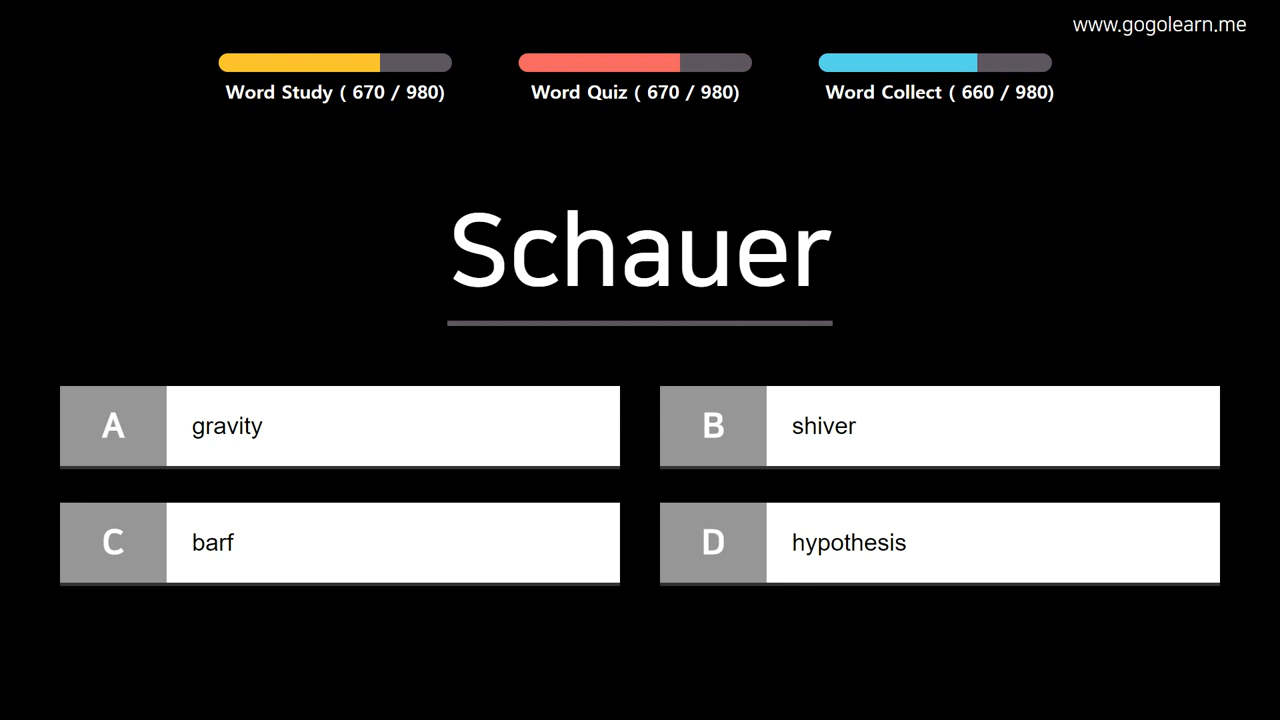 www.gogolearn.me
Word Study ( 670 / 980)
Word Quiz ( 670 / 980)
Word Collect ( 660 / 980)
Schauer
A gravity
B shiver
C barf
D hypothesis